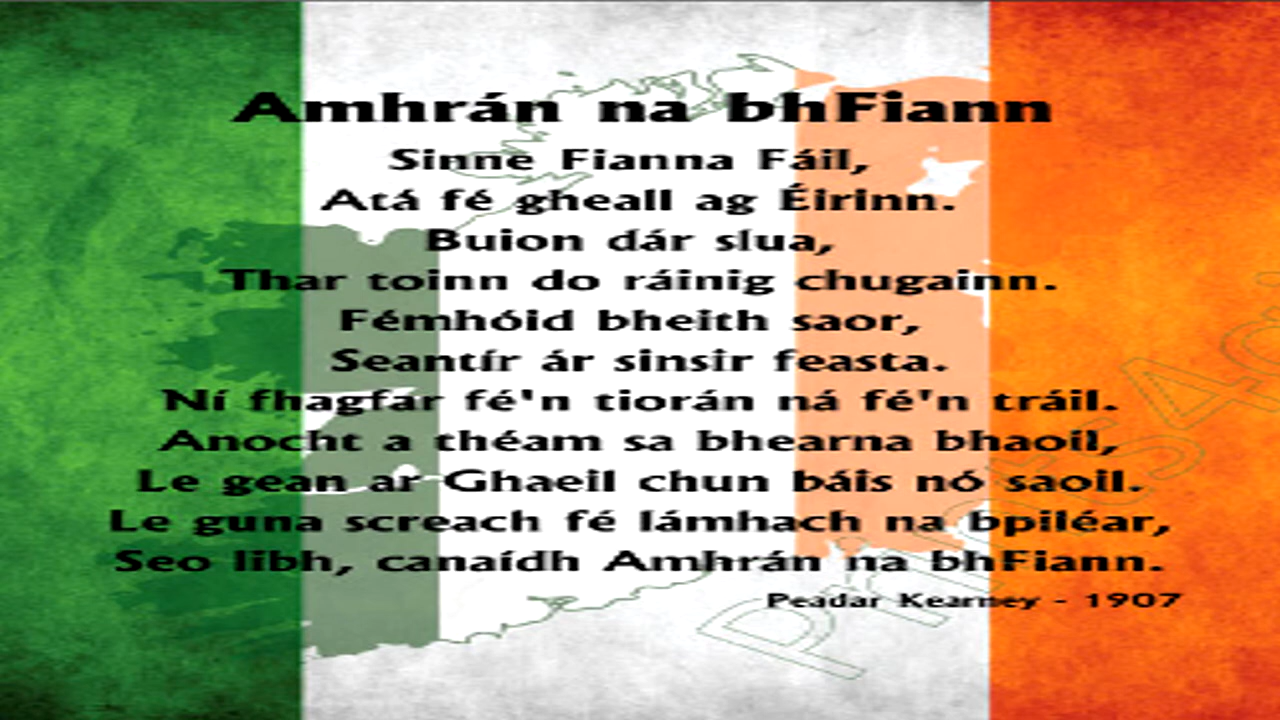 Amhrán na bhFiann
Sinne Fianna Fáil,
Atá fé gheall ag Éirinn.
Buion dár slua,
Thar toinn do ráinig chugainn.
Fémhóid bheith saor,
Seantír ár sinsir feasta.
Ní fhagfar fé'n tiorán ná fé'n tráil.
Anocht a théam sa bhearna bhaoil,
Le gean ar Ghaeil chun báis nó saoil.
Le guna screach fé lámhach na bpiléar,
Seo libh, canaídh Amhrán na bhFiann.
Peadar Kearney - 1907